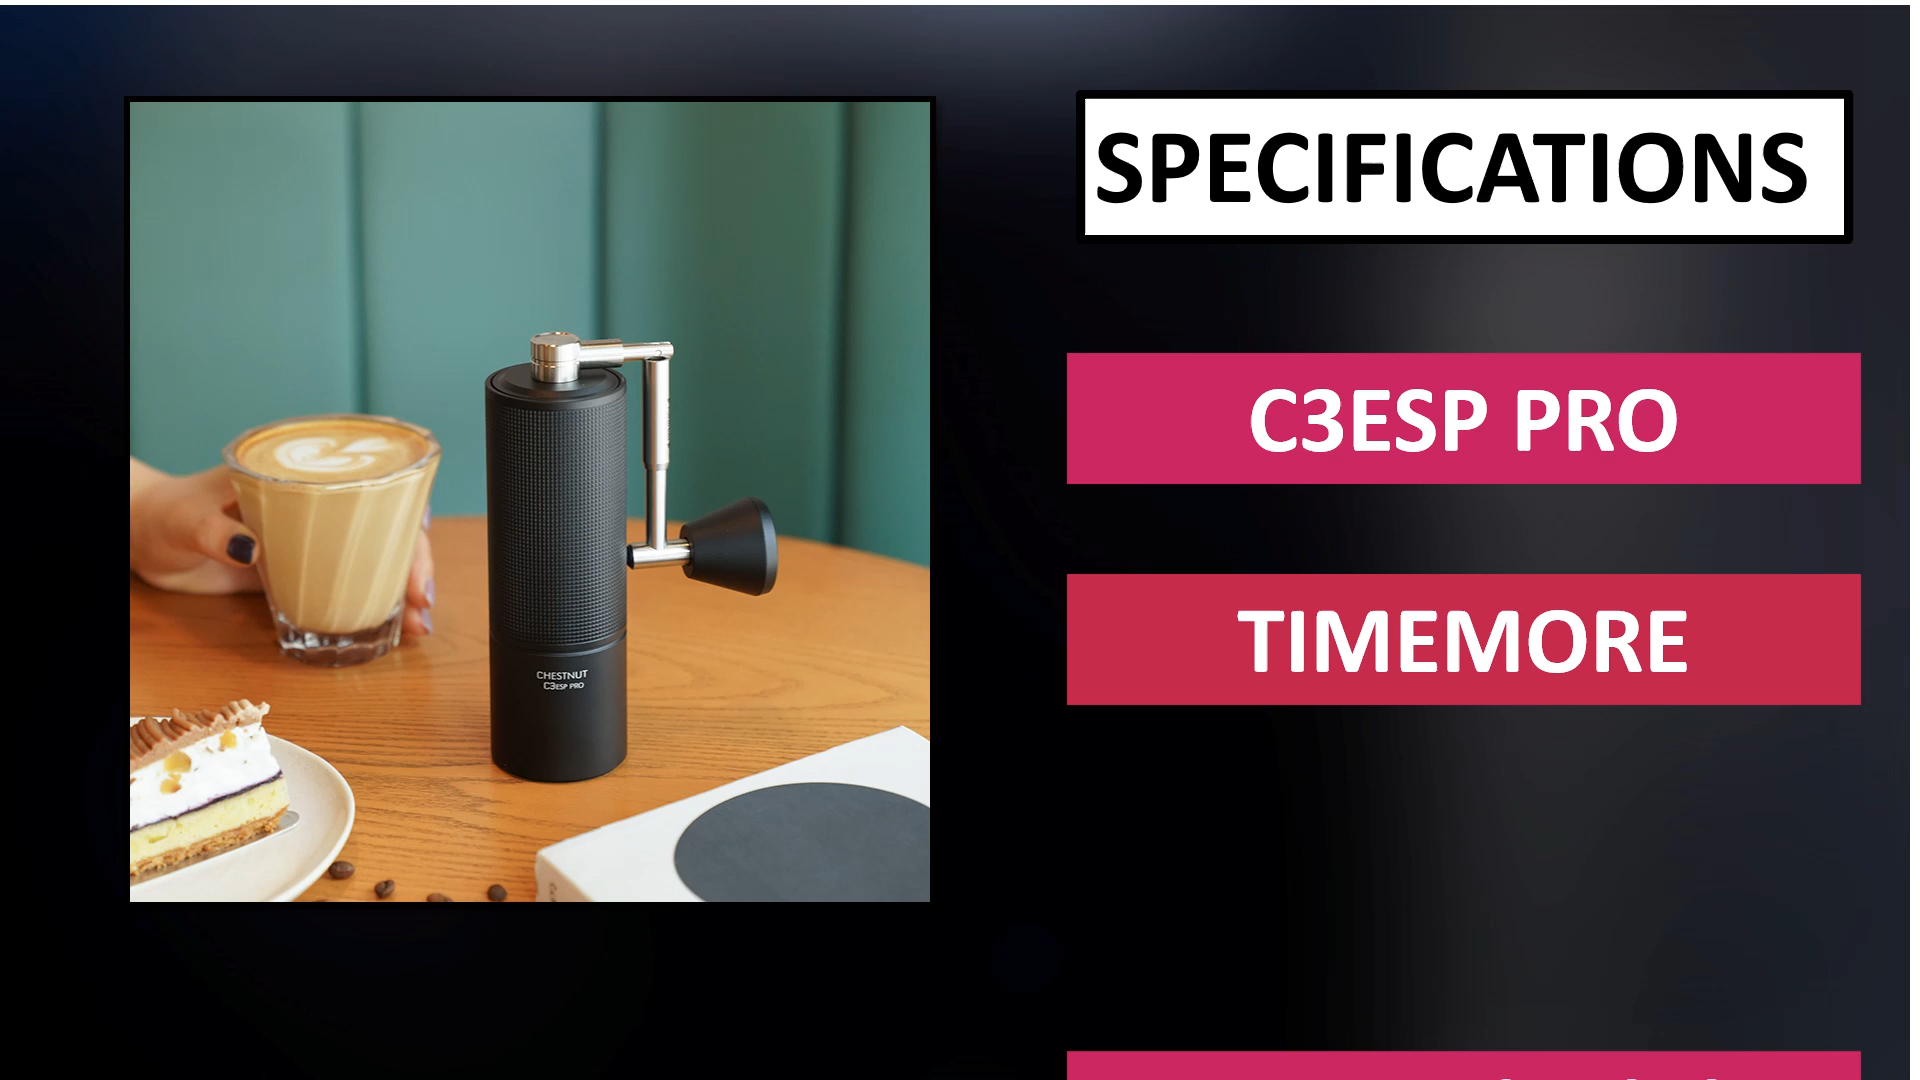 SPECIFICATIONS
C3ESP PRO
TIMEMORE
CHESTNUT
C3ESP PRO